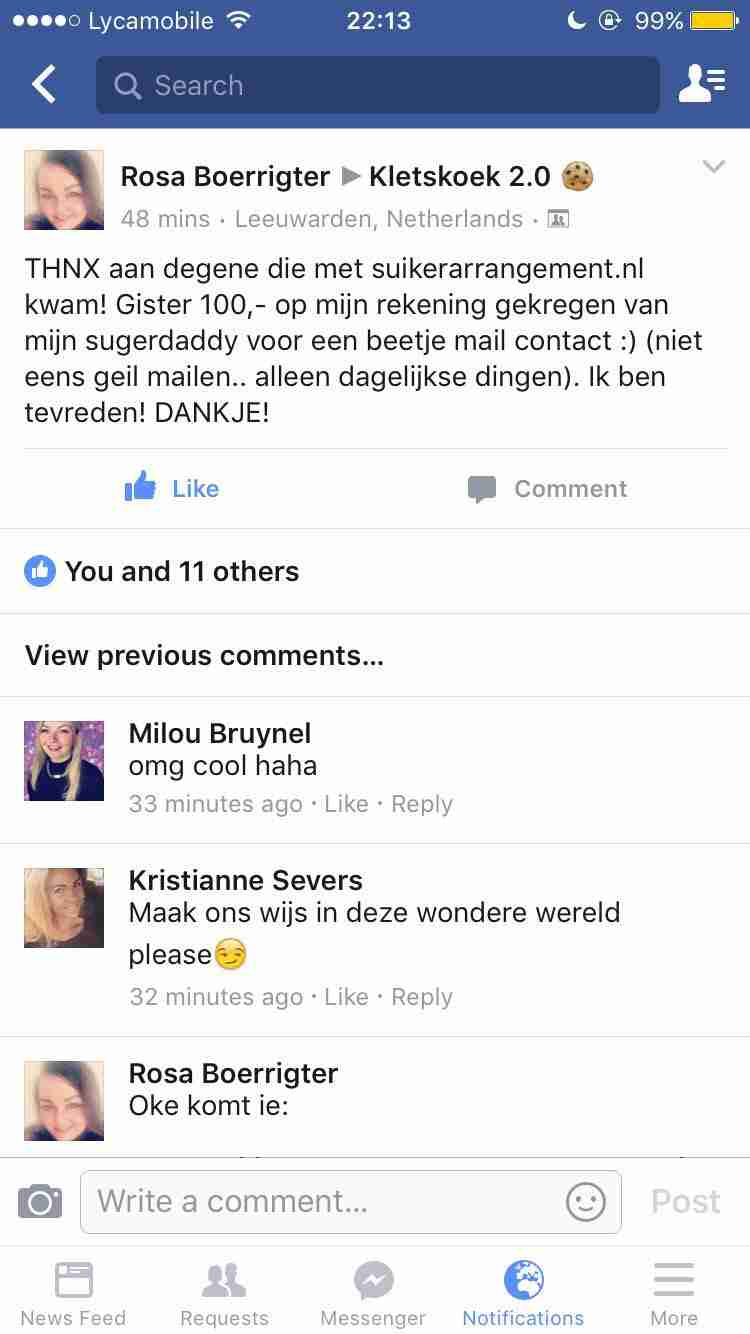 Lycamobile 22:13 99%
Search
Rosa Boerrigter ▶ Kletskoek 2.0 🍪
48 mins · Leeuwarden, Netherlands ·
THNX aan degene die met suikerarrangement.nl
kwam! Gister 100,- op mijn rekening gekregen van
mijn sugerdaddy voor een beetje mail contact :) (niet
eens geil mailen.. alleen dagelijkse dingen). Ik ben
tevreden! DANKJE!
Like Comment
You and 11 others
View previous comments...
Milou Bruynel
omg cool haha
33 minutes ago · Like · Reply
Kristianne Severs
Maak ons wijs in deze wondere wereld
please😏
32 minutes ago · Like · Reply
Rosa Boerrigter
Oke komt ie:
Write a comment... Post
News Feed Requests Messenger Notifications More